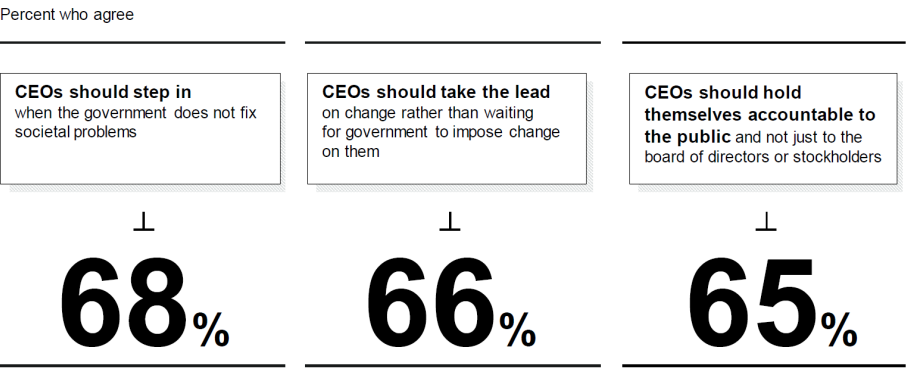 Percent who agree
CEOs should step in
when the government does not fix
societal problems
CEOs should take the lead
on change rather than waiting
for government to impose change
on them
CEOs should hold
themselves accountable to
the public and not just to the
board of directors or stockholders
68%
66%
65%